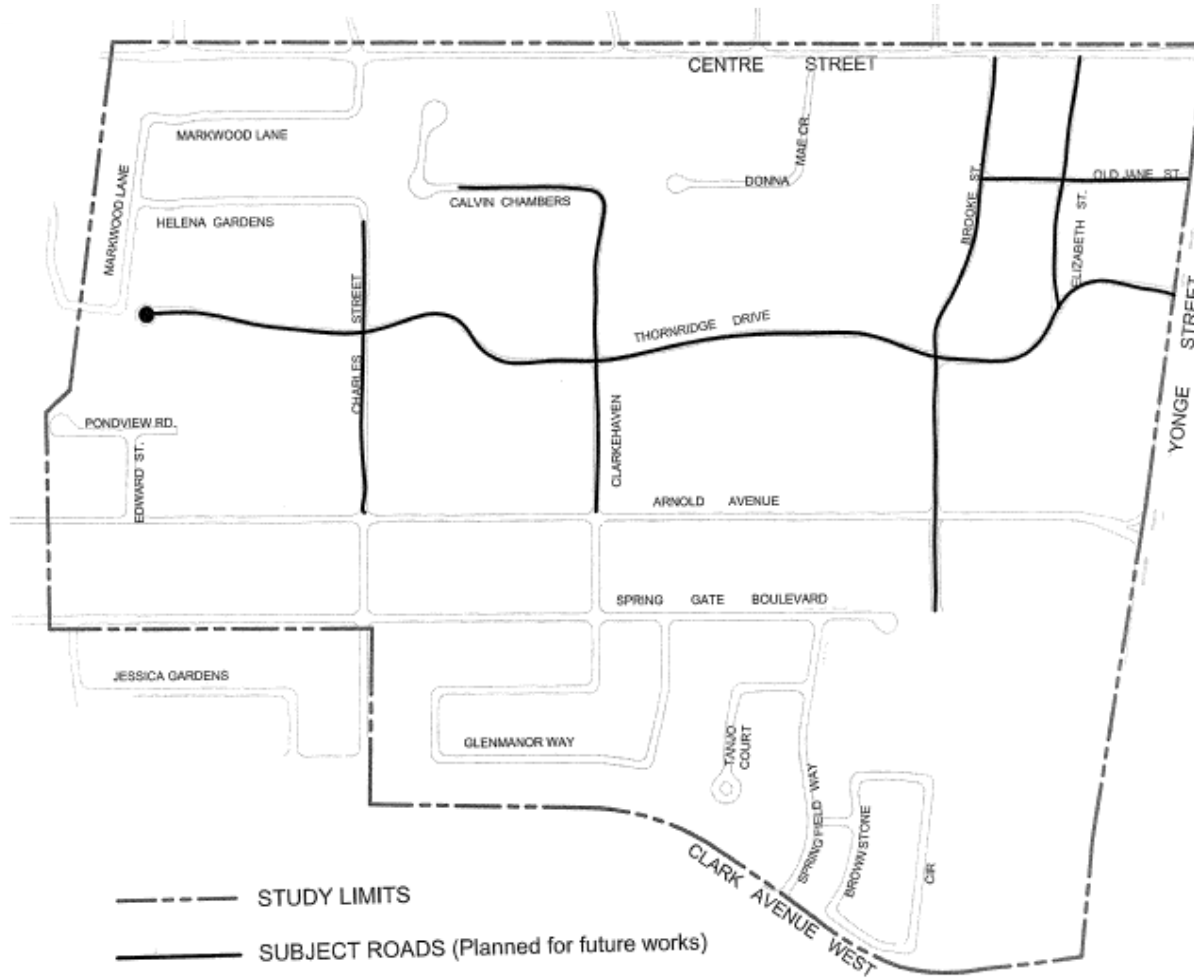 CENTRE STREET
MARKWOOD LANE
MARKWOOD LANE
HELENA GARDENS
CALVIN CHAMBERS
DONNA MAE CR.
BROOKE ST.
OLD JANE ST.
ELIZABETH ST.
YONGE STREET
CHARLES STREET
THORNRIDGE DRIVE
CLARKEHAVEN
PONDVIEW RD.
EDWARD ST.
ARNOLD AVENUE
SPRING GATE BOULEVARD
JESSICA GARDENS
GLENMANOR WAY
TANJO
COURT
SPRINGFIELD WAY
BROWNSTONE
CIR
CLARK AVENUE WEST
STUDY LIMITS
SUBJECT ROADS (Planned for future works)